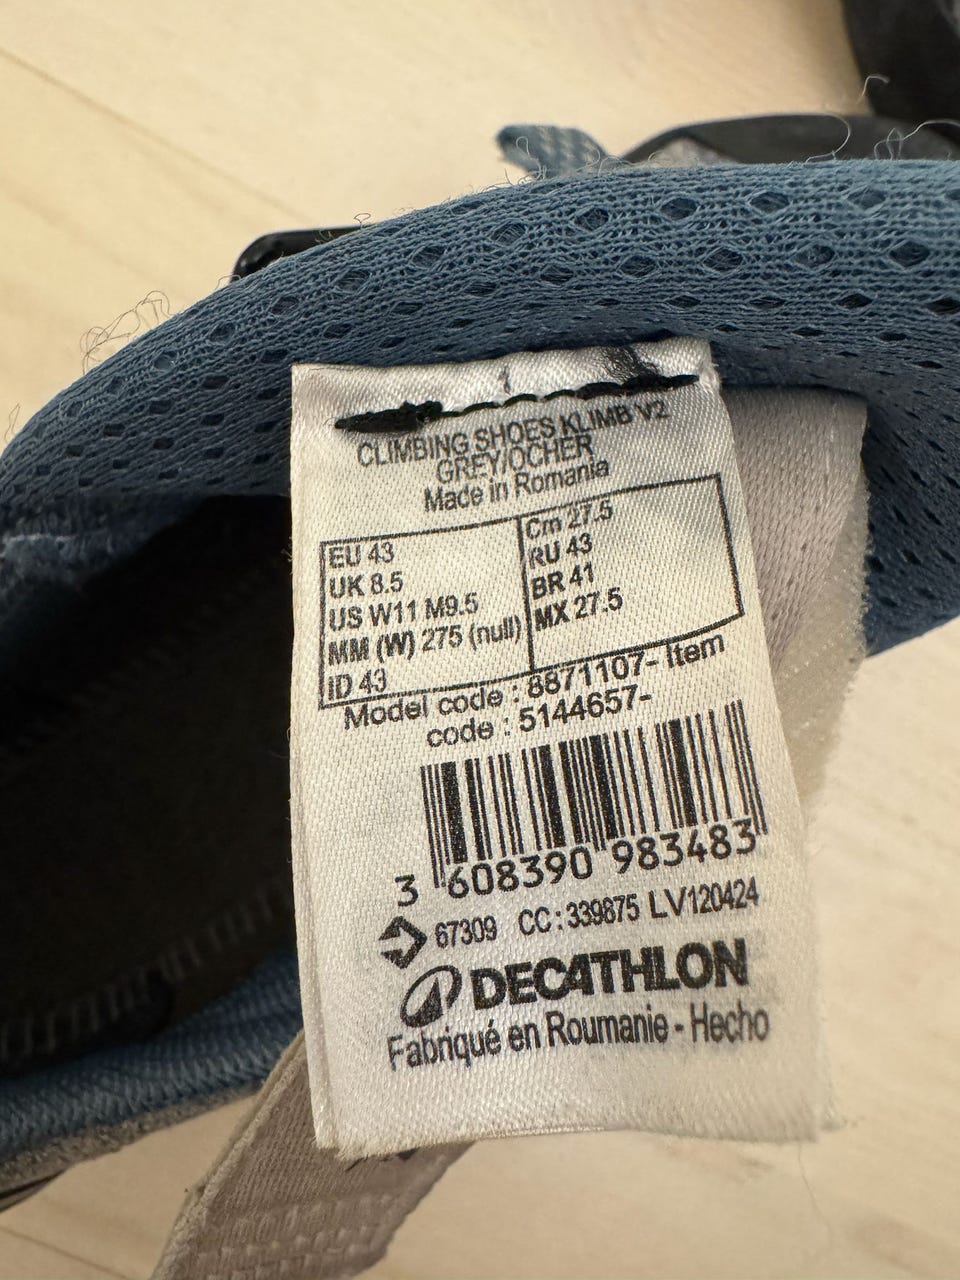 CLIMBING SHOES KLIMB V2
GREY/OCHER
Made in Romania
EU 43
UK 8.5
US W11 M9.5
MM (W) 275 (null)
ID 43
Cm 27.5
RU 43
BR 41
MX 27.5
Model code : 8871107- Item
code : 5144657-
3 608390 983483
67309 CC:339875 LV120424
DECATHLON
Fabriqué en Roumanie - Hecho